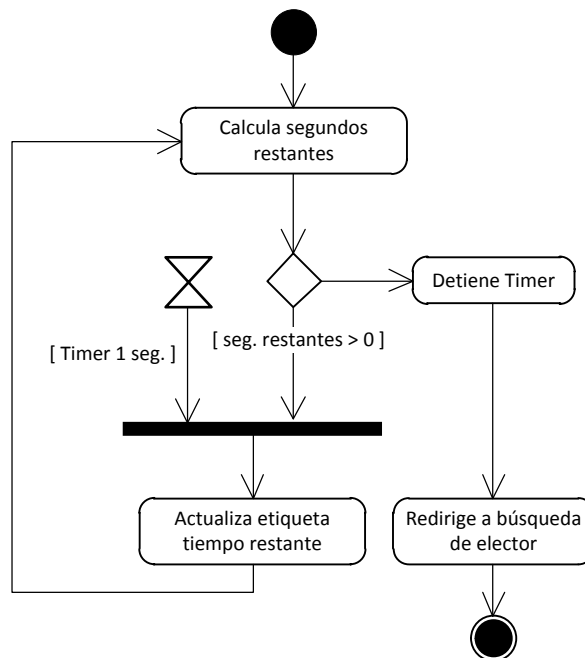 Calcula segundos
restantes
Detiene Timer
[ seg. restantes > 0 ]
[ Timer 1 seg. ]
Actualiza etiqueta
tiempo restante
Redirige a búsqueda
de elector